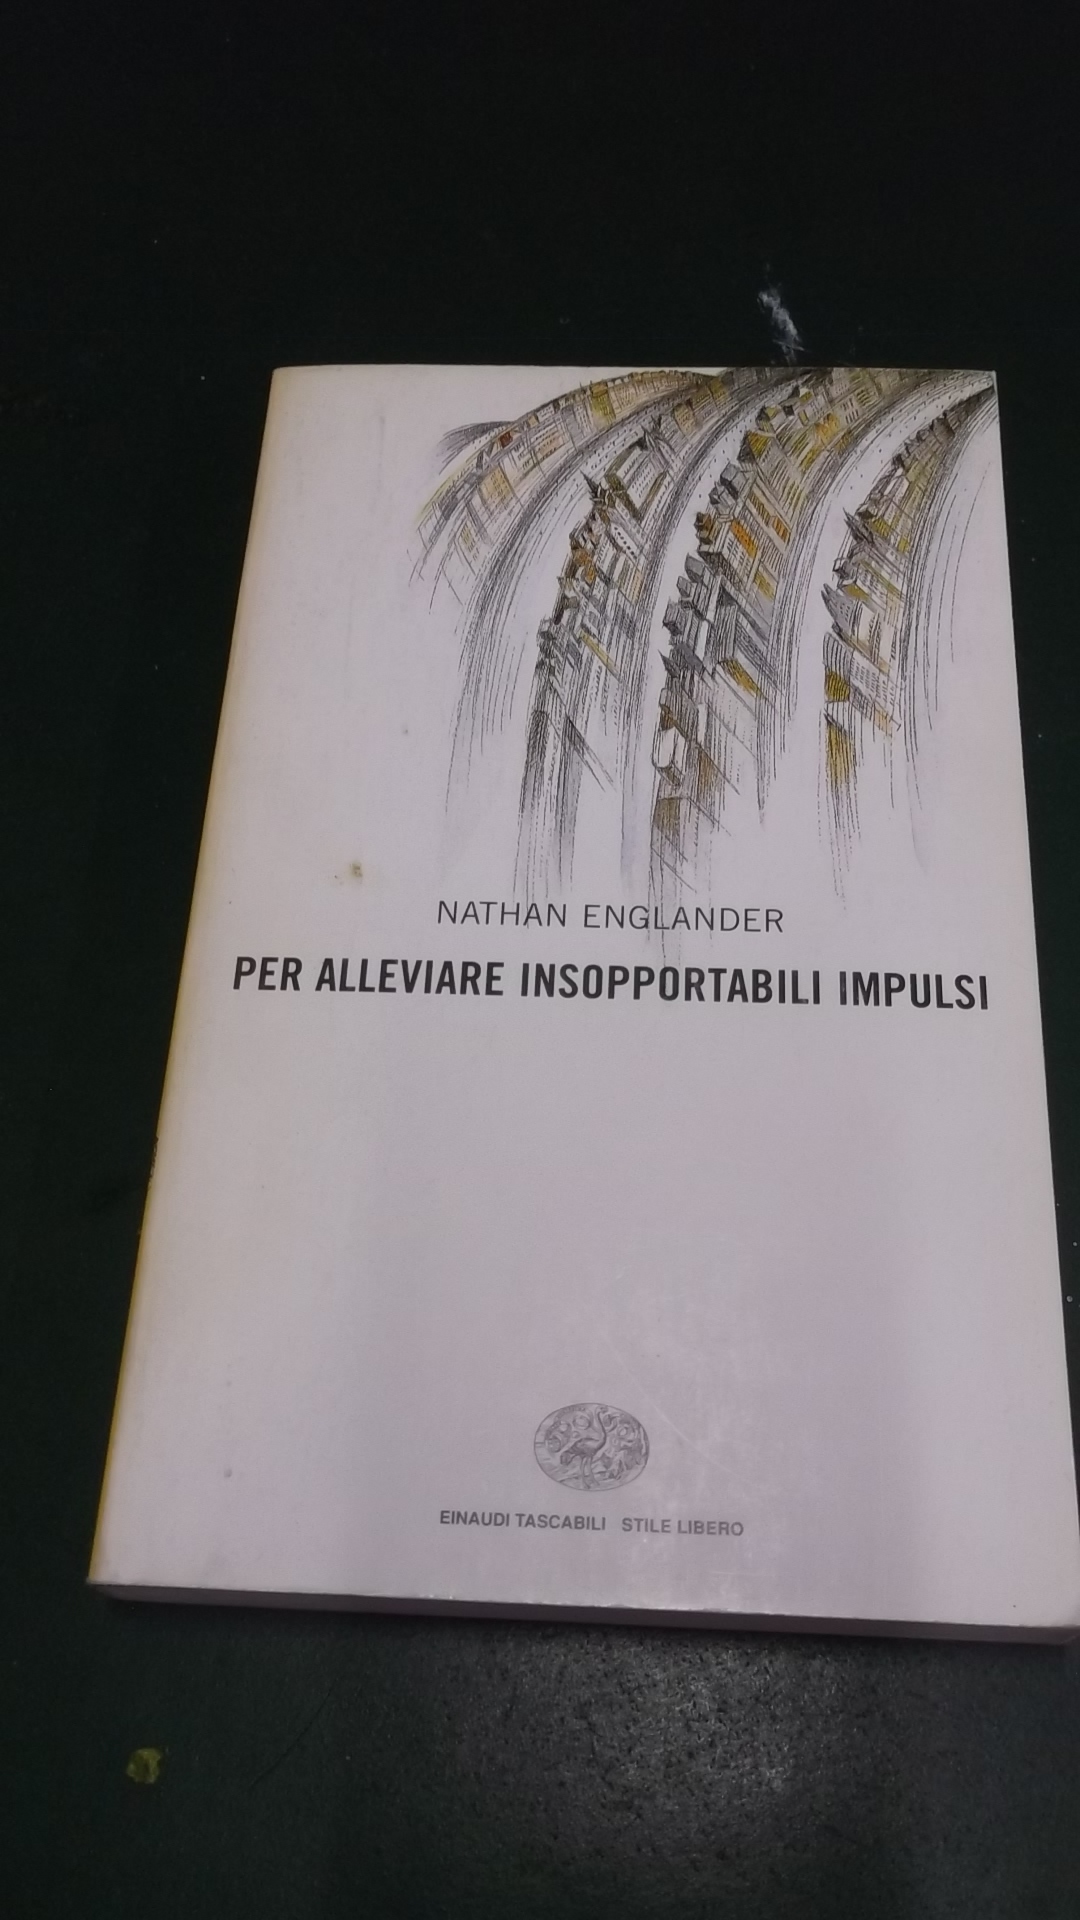 NATHAN ENGLANDER
PER ALLEVIARE INSOPPORTABILI IMPULSI
EINAUDI TASCABILI STILE LIBERO